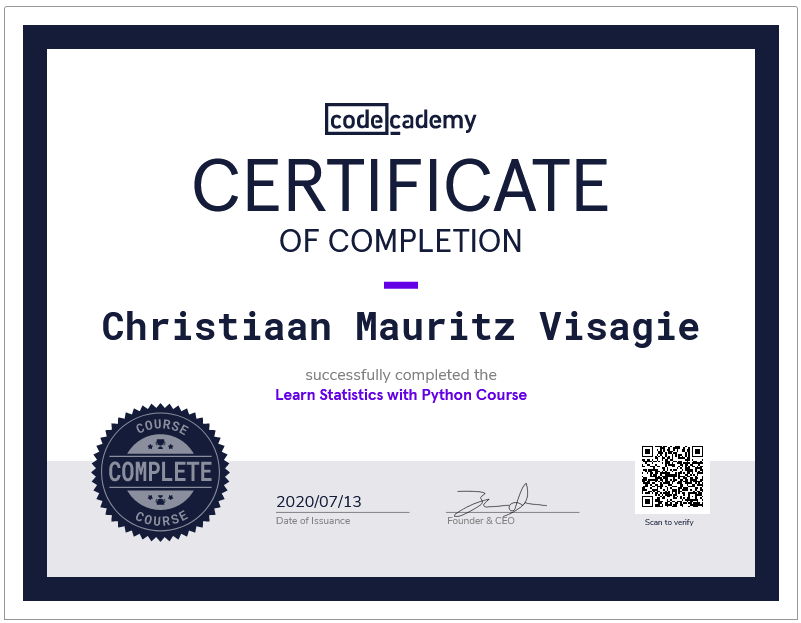 codecademy
CERTIFICATE
OF COMPLETION
Christiaan Mauritz Visagie
successfully completed the
Learn Statistics with Python Course
COURSE
COMPLETE
COURSE
2020/07/13
Date of Issuance
Founder & CEO
Scan to verify